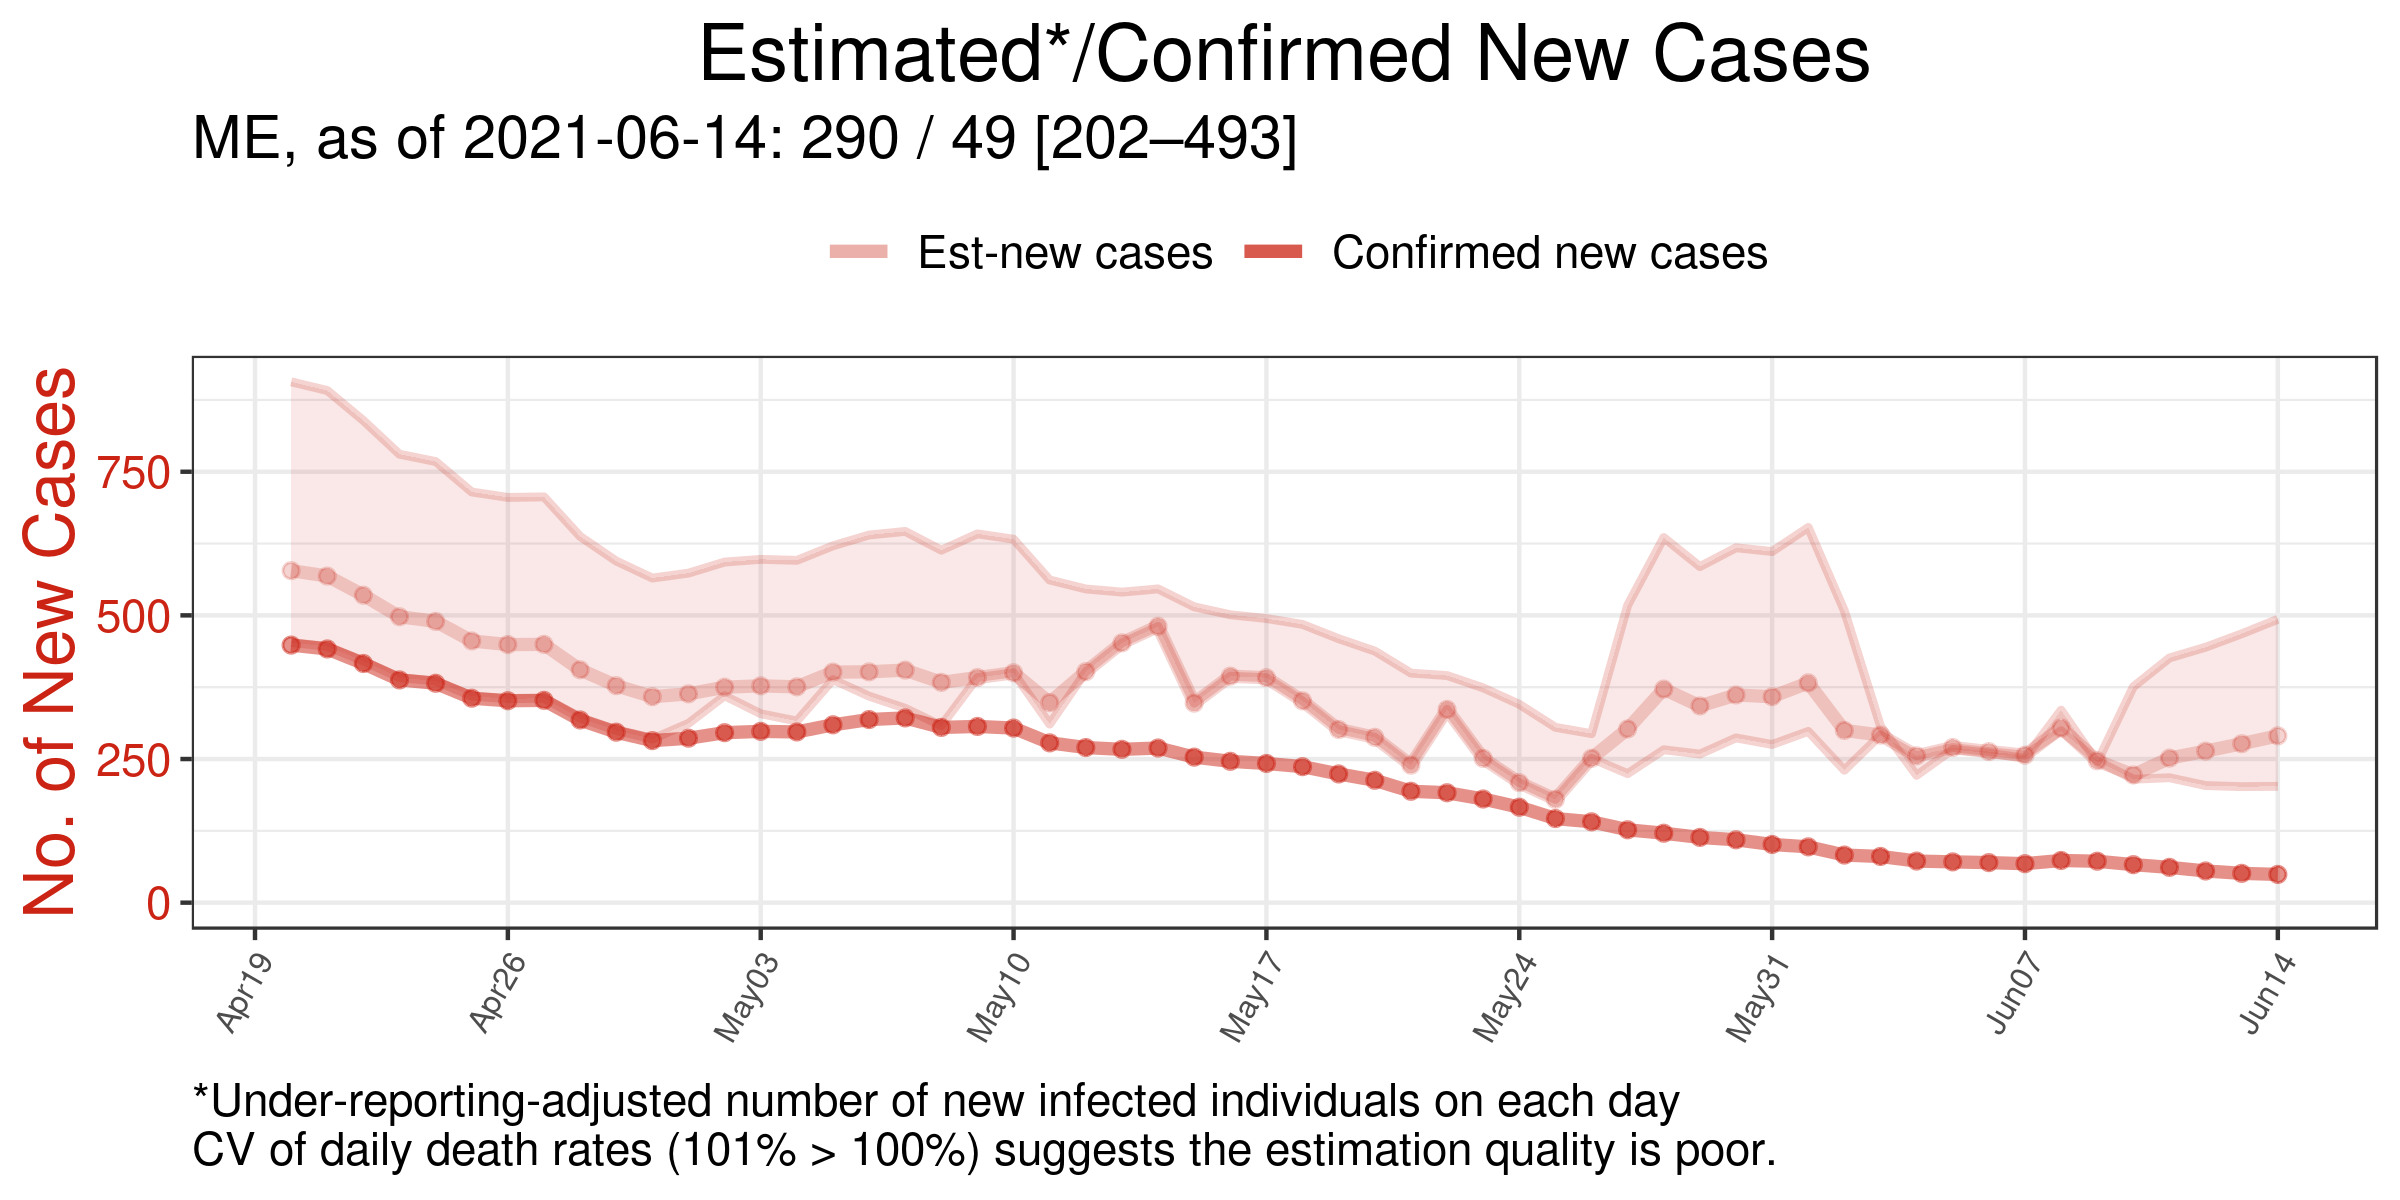 Estimated*/Confirmed New Cases
ME, as of 2021-06-14: 290 / 49 [202–493]
Est-new cases
Confirmed new cases
No. of New Cases
750
500
250
0
Apr19
Apr26
May03
May10
May17
May24
May31
Jun07
Jun14
*Under-reporting-adjusted number of new infected individuals on each day
CV of daily death rates (101% > 100%) suggests the estimation quality is poor.